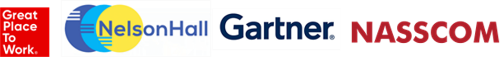 Great
Place
To
Work.
NelsonHall
Gartner®
NASSCOM